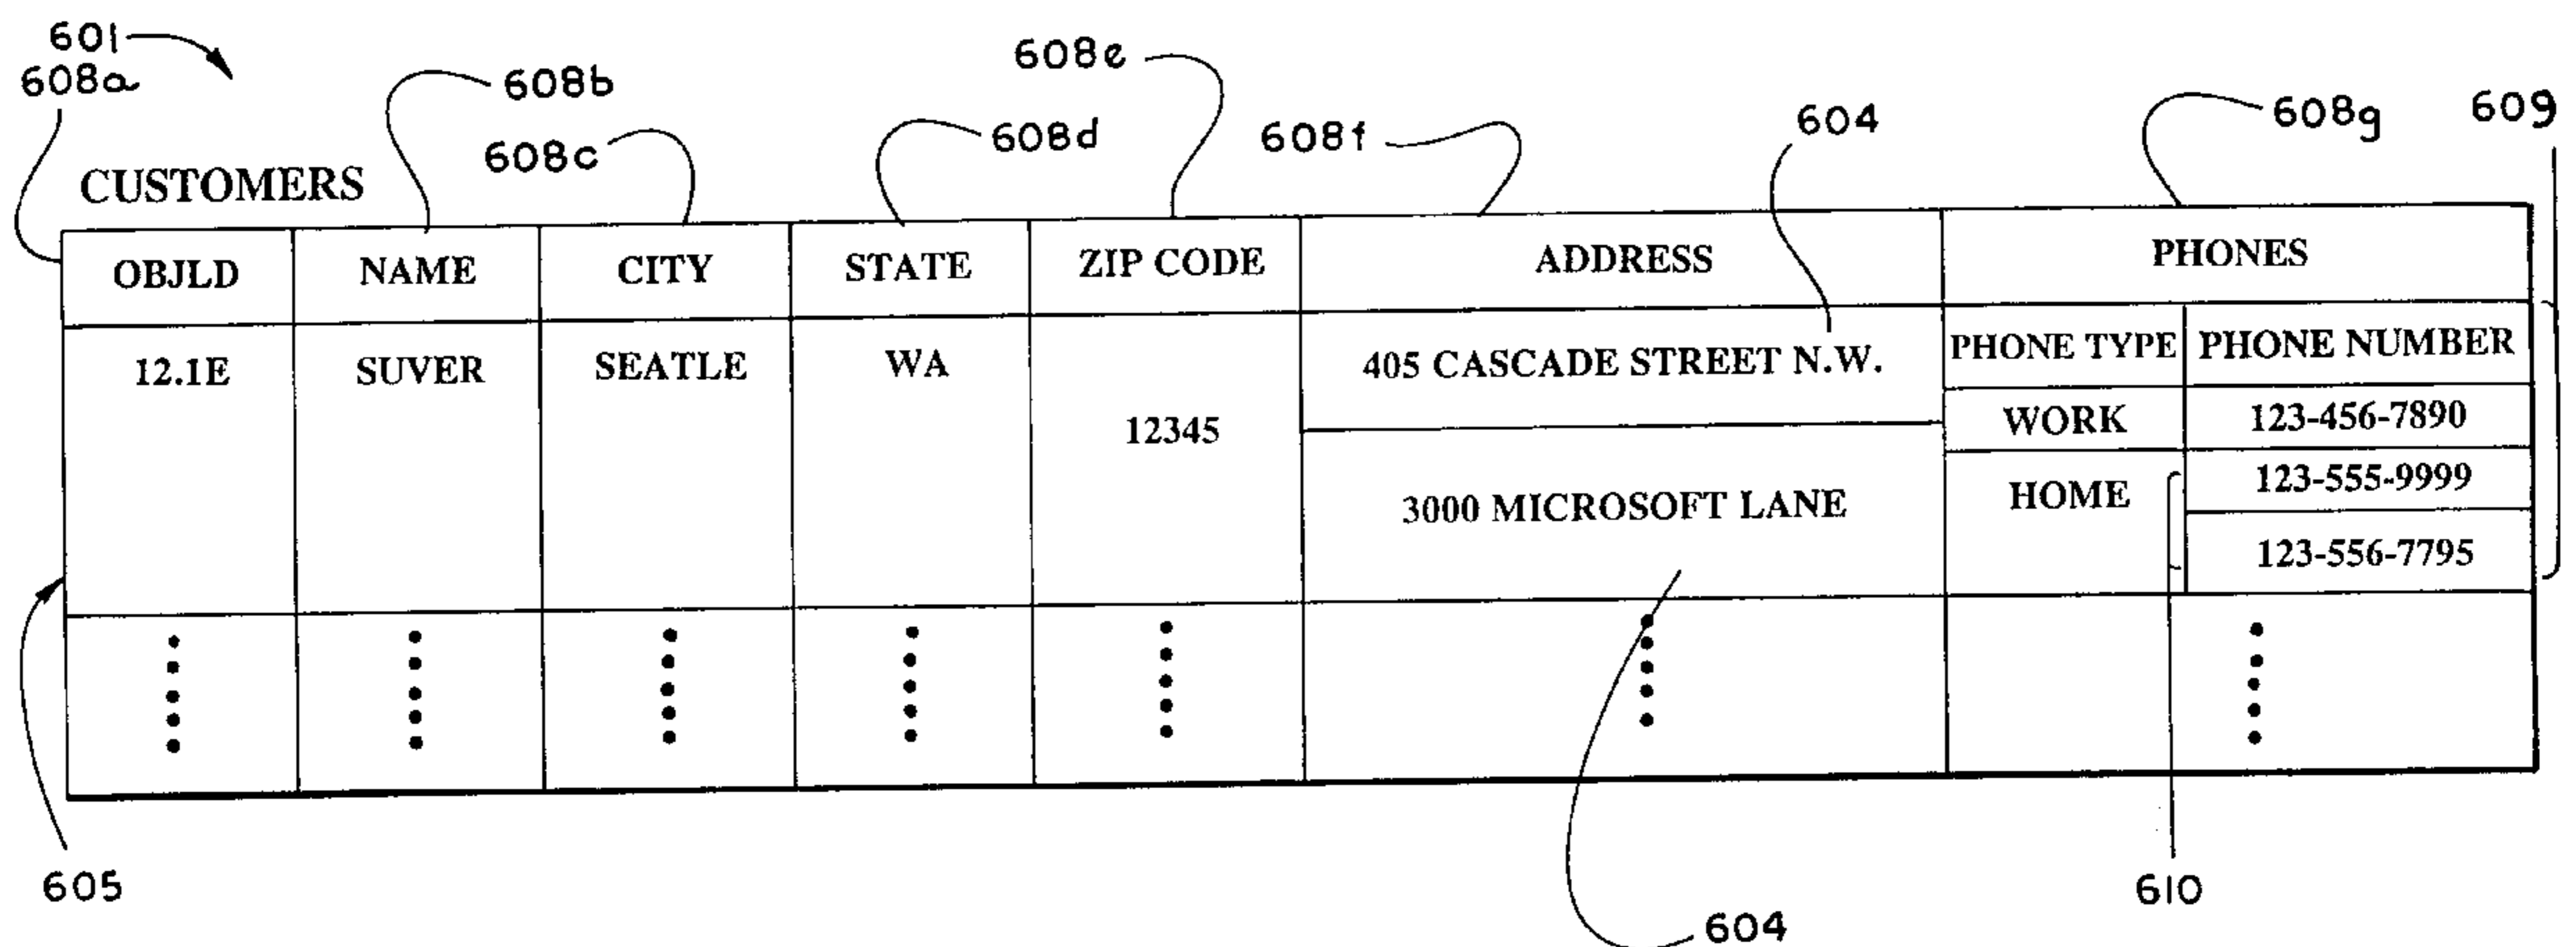 601
608a
608b
608c
608d
608e
608f
604
608g
609
CUSTOMERS
OBJLD NAME CITY STATE ZIP CODE ADDRESS PHONES
12.1E SUVER SEATLE WA 12345 405 CASCADE STREET N.W. PHONE TYPE PHONE NUMBER
WORK 123-456-7890
3000 MICROSOFT LANE HOME 123-555-9999
123-556-7795
605
610
604